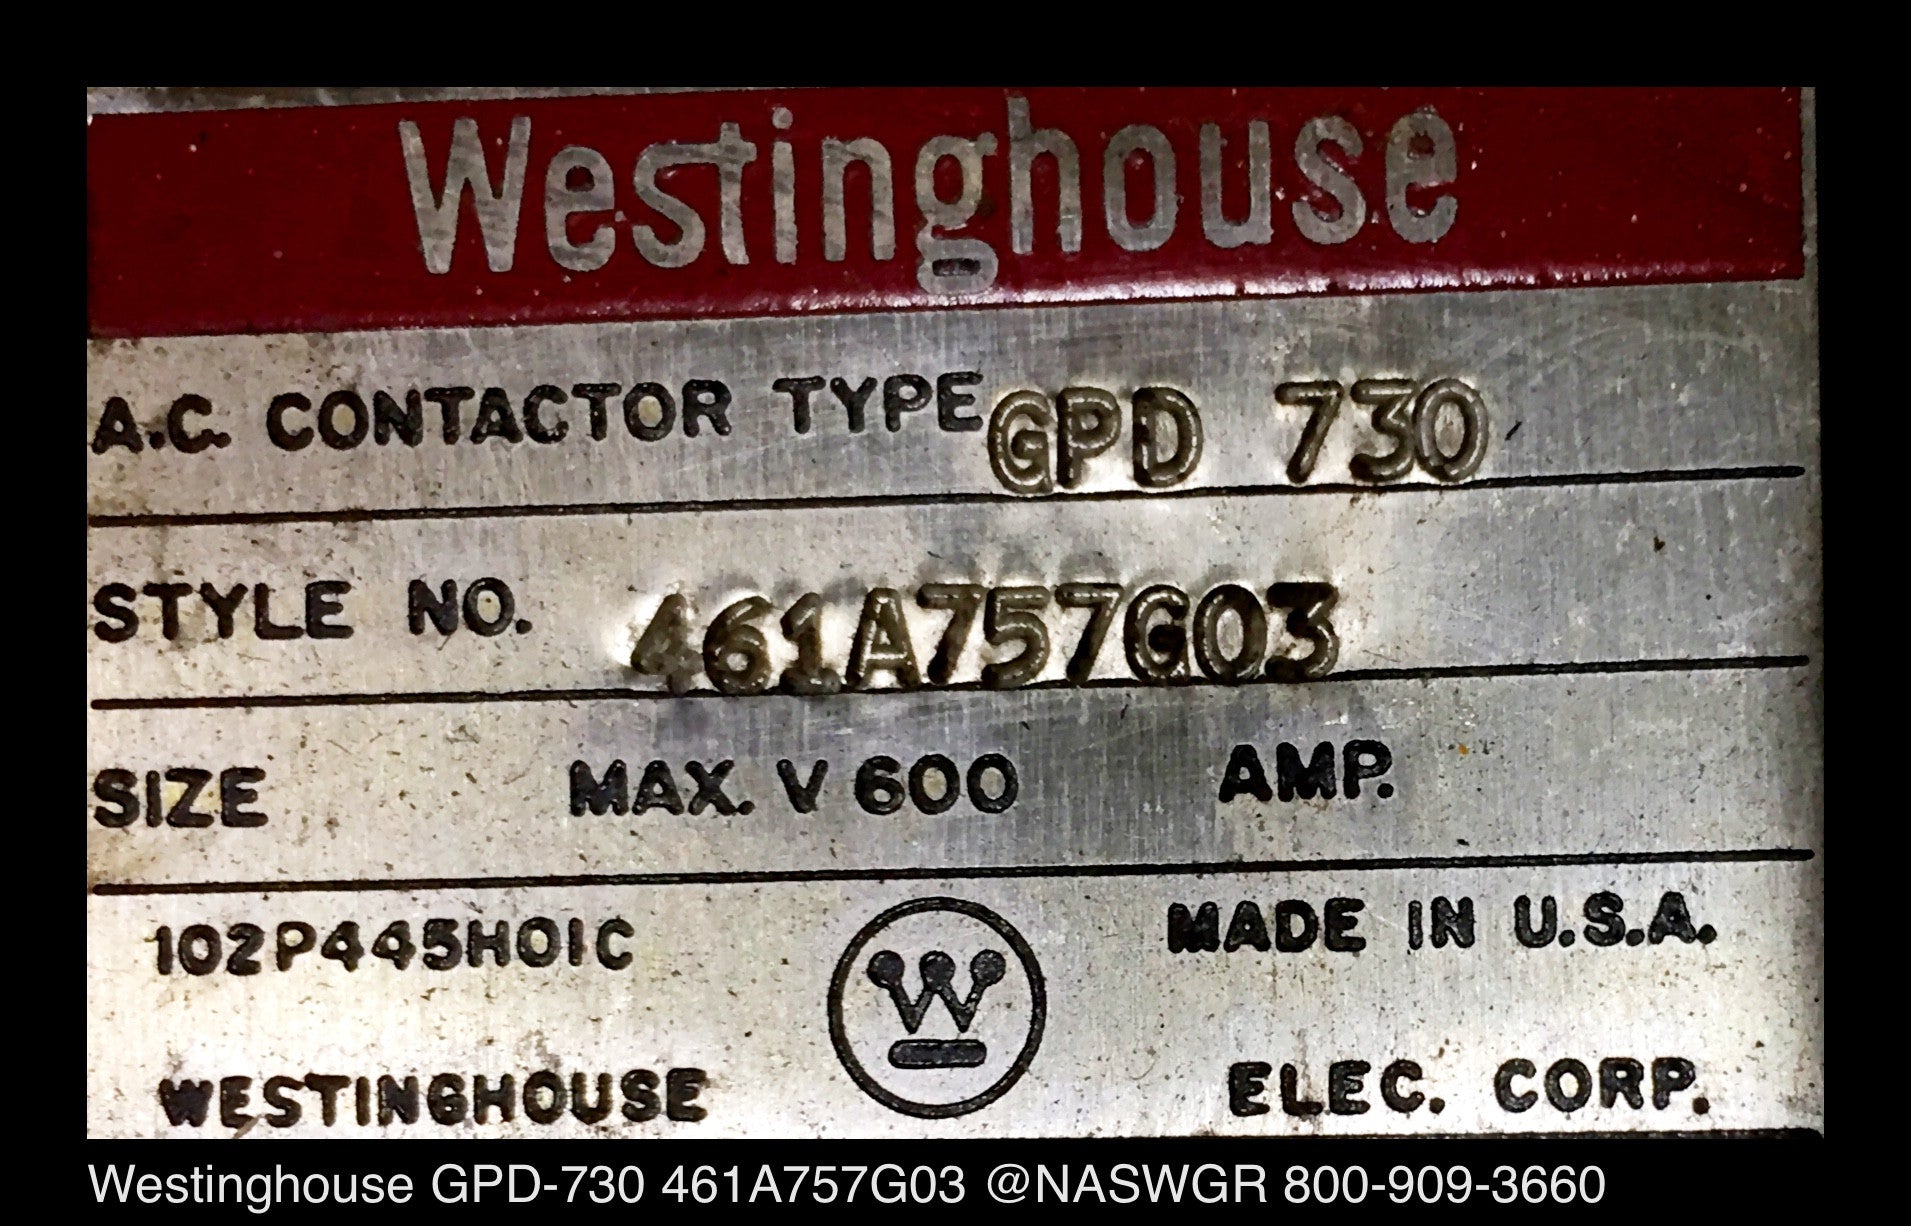 Westinghouse
A.C. CONTACTOR TYPE GPD 730
STYLE NO. 461A757G03
SIZE MAX. V 600 AMP.
102P445H01C MADE IN U.S.A.
W
WESTINGHOUSE ELEC. CORP.
Westinghouse GPD-730 461A757G03 @NASWGR 800-909-3660